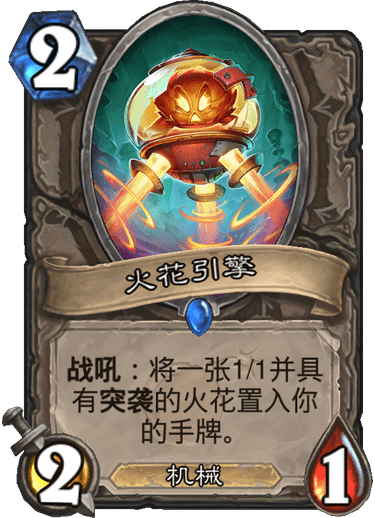 2
火花引擎
战吼：将一张1/1并具
有突袭的火花置入你
的手牌。
2
机械
1